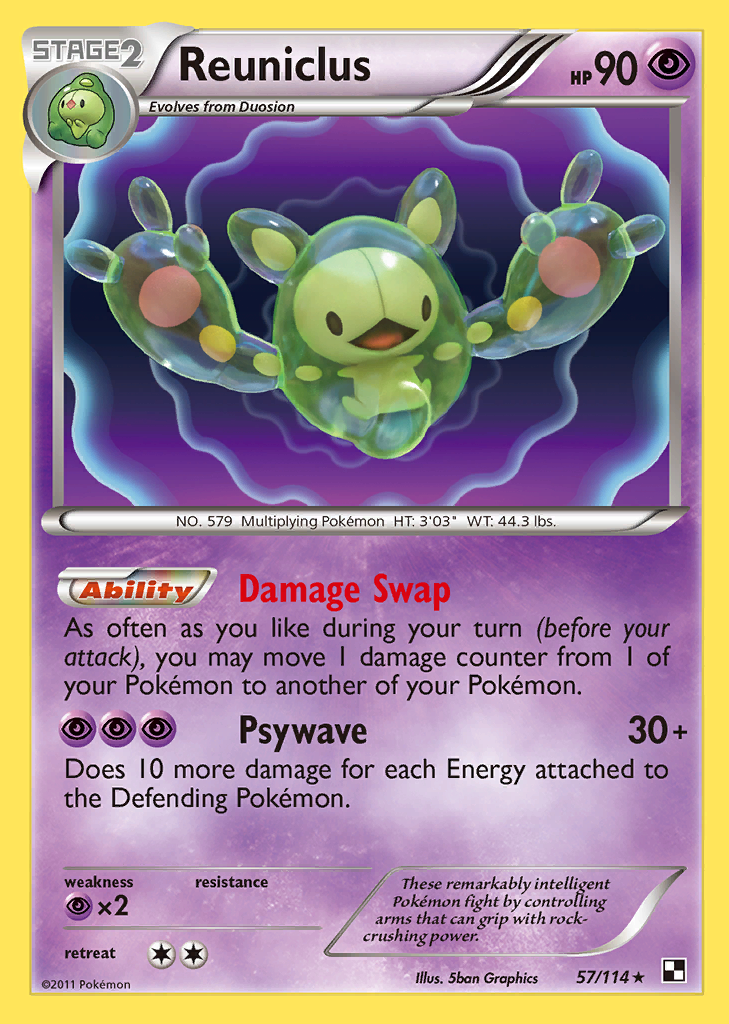 STAGE2
Reuniclus
HP90
Evolves from Duosion
NO. 579 Multiplying Pokémon HT: 3'03" WT: 44.3 lbs.
Ability Damage Swap
As often as you like during your turn (before your
attack), you may move 1 damage counter from 1 of
your Pokémon to another of your Pokémon.
Psywave 30+
Does 10 more damage for each Energy attached to
the Defending Pokémon.
weakness resistance
×2
retreat
These remarkably intelligent
Pokémon fight by controlling
arms that can grip with rock-
crushing power.
©2011 Pokémon
Illus. 5ban Graphics 57/114★